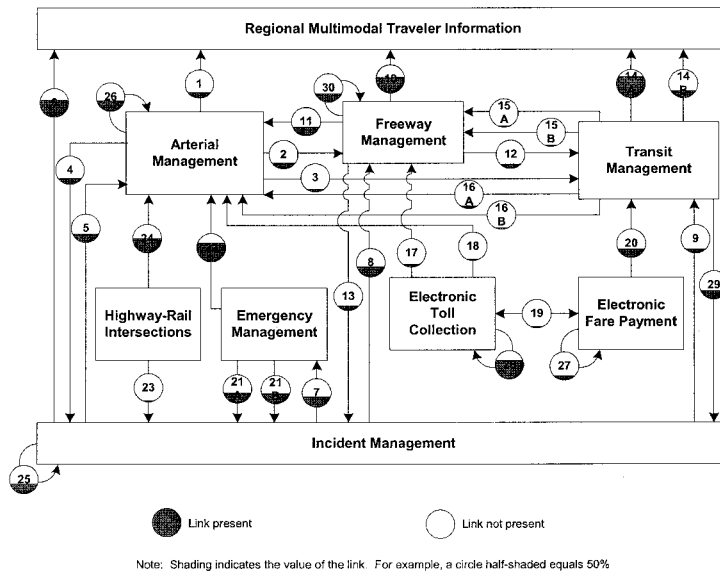 Regional Multimodal Traveler Information
1
14
14
B
26
30
15
A
15
B
11
Arterial
Management
Freeway
Management
Transit
Management
2
12
4
3
16
A
16
B
5
24
8
17
18
20
9
13
29
Highway-Rail
Intersections
Emergency
Management
Electronic
Toll
Collection
19
Electronic
Fare Payment
23
21
A
21
B
7
27
Incident Management
25
Link present
Link not present
Note: Shading indicates the value of the link. For example, a circle half-shaded equals 50%